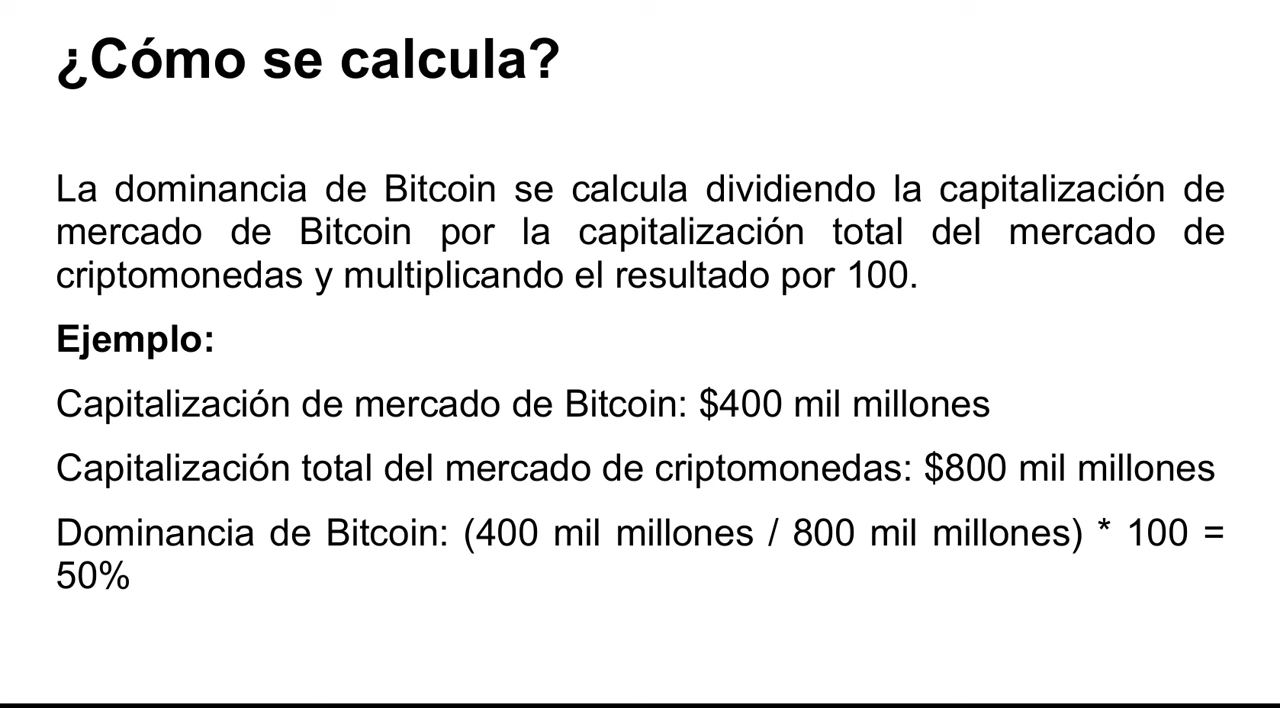 ¿Cómo se calcula?
La dominancia de Bitcoin se calcula dividiendo la capitalización de
mercado de Bitcoin por la capitalización total del mercado de
criptomonedas y multiplicando el resultado por 100.
Ejemplo:
Capitalización de mercado de Bitcoin: $400 mil millones
Capitalización total del mercado de criptomonedas: $800 mil millones
Dominancia de Bitcoin: (400 mil millones / 800 mil millones) * 100 =
50%